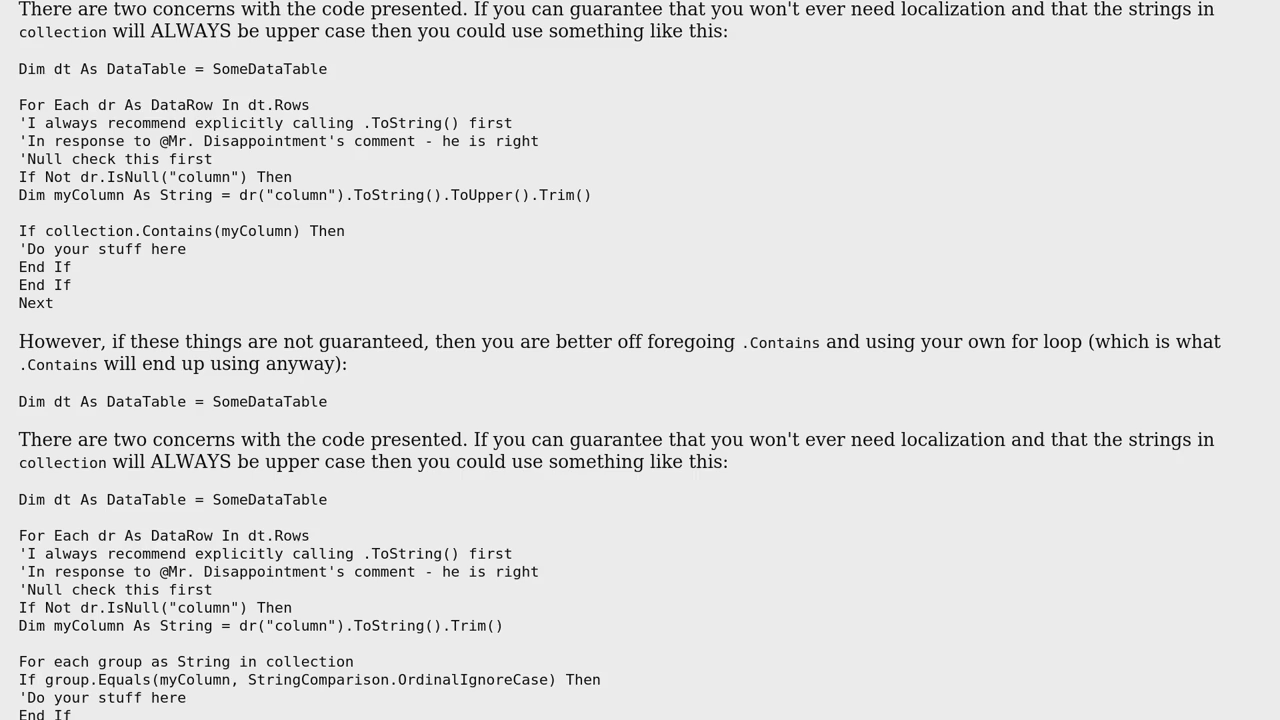 There are two concerns with the code presented. If you can guarantee that you won't ever need localization and that the strings in
collection will ALWAYS be upper case then you could use something like this:
Dim dt As DataTable = SomeDataTable
For Each dr As DataRow In dt.Rows
'I always recommend explicitly calling .ToString() first
'In response to @Mr. Disappointment's comment - he is right
'Null check this first
If Not dr.IsNull("column") Then
Dim myColumn As String = dr("column").ToString().ToUpper().Trim()
If collection.Contains(myColumn) Then
'Do your stuff here
End If
End If
Next
However, if these things are not guaranteed, then you are better off foregoing .Contains and using your own for loop (which is what
.Contains will end up using anyway):
Dim dt As DataTable = SomeDataTable
There are two concerns with the code presented. If you can guarantee that you won't ever need localization and that the strings in
collection will ALWAYS be upper case then you could use something like this:
Dim dt As DataTable = SomeDataTable
For Each dr As DataRow In dt.Rows
'I always recommend explicitly calling .ToString() first
'In response to @Mr. Disappointment's comment - he is right
'Null check this first
If Not dr.IsNull("column") Then
Dim myColumn As String = dr("column").ToString().Trim()
For each group as String in collection
If group.Equals(myColumn, StringComparison.OrdinalIgnoreCase) Then
'Do your stuff here
End If